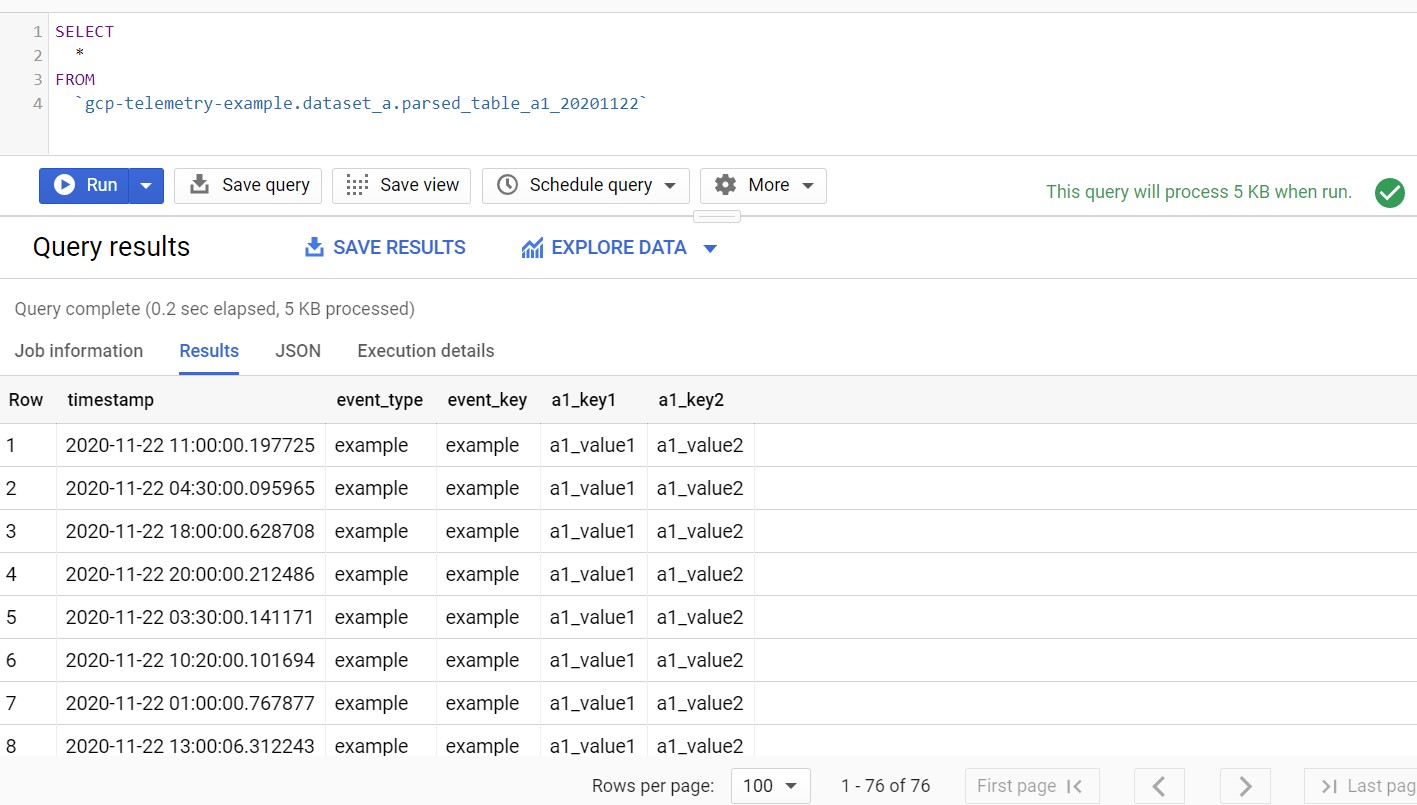 1 SELECT
2 *
3 FROM
4 `gcp-telemetry-example.dataset_a.parsed_table_a1_20201122`
Run Save query Save view Schedule query More This query will process 5 KB when run.
Query results SAVE RESULTS EXPLORE DATA
Query complete (0.2 sec elapsed, 5 KB processed)
Job information Results JSON Execution details
Row timestamp event_type event_key a1_key1 a1_key2
1 2020-11-22 11:00:00.197725 example example a1_value1 a1_value2
2 2020-11-22 04:30:00.095965 example example a1_value1 a1_value2
3 2020-11-22 18:00:00.628708 example example a1_value1 a1_value2
4 2020-11-22 20:00:00.212486 example example a1_value1 a1_value2
5 2020-11-22 03:30:00.141171 example example a1_value1 a1_value2
6 2020-11-22 10:20:00.101694 example example a1_value1 a1_value2
7 2020-11-22 01:00:00.767877 example example a1_value1 a1_value2
8 2020-11-22 13:00:06.312243 example example a1_value1 a1_value2
Rows per page: 100 1 - 76 of 76 First page Last pag